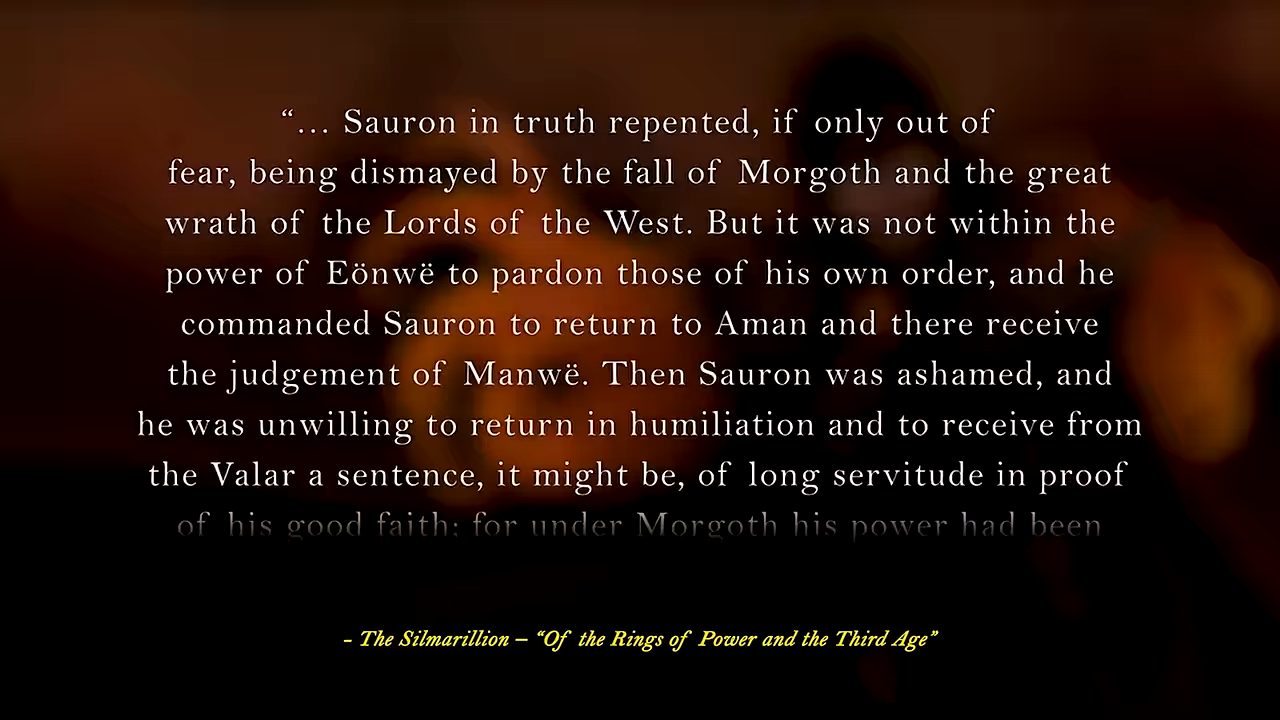 “… Sauron in truth repented, if only out of
fear, being dismayed by the fall of Morgoth and the great
wrath of the Lords of the West. But it was not within the
power of Eönwë to pardon those of his own order, and he
commanded Sauron to return to Aman and there receive
the judgement of Manwë. Then Sauron was ashamed, and
he was unwilling to return in humiliation and to receive from
the Valar a sentence, it might be, of long servitude in proof
of his good faith; for under Morgoth his power had been
- The Silmarillion – “Of the Rings of Power and the Third Age”